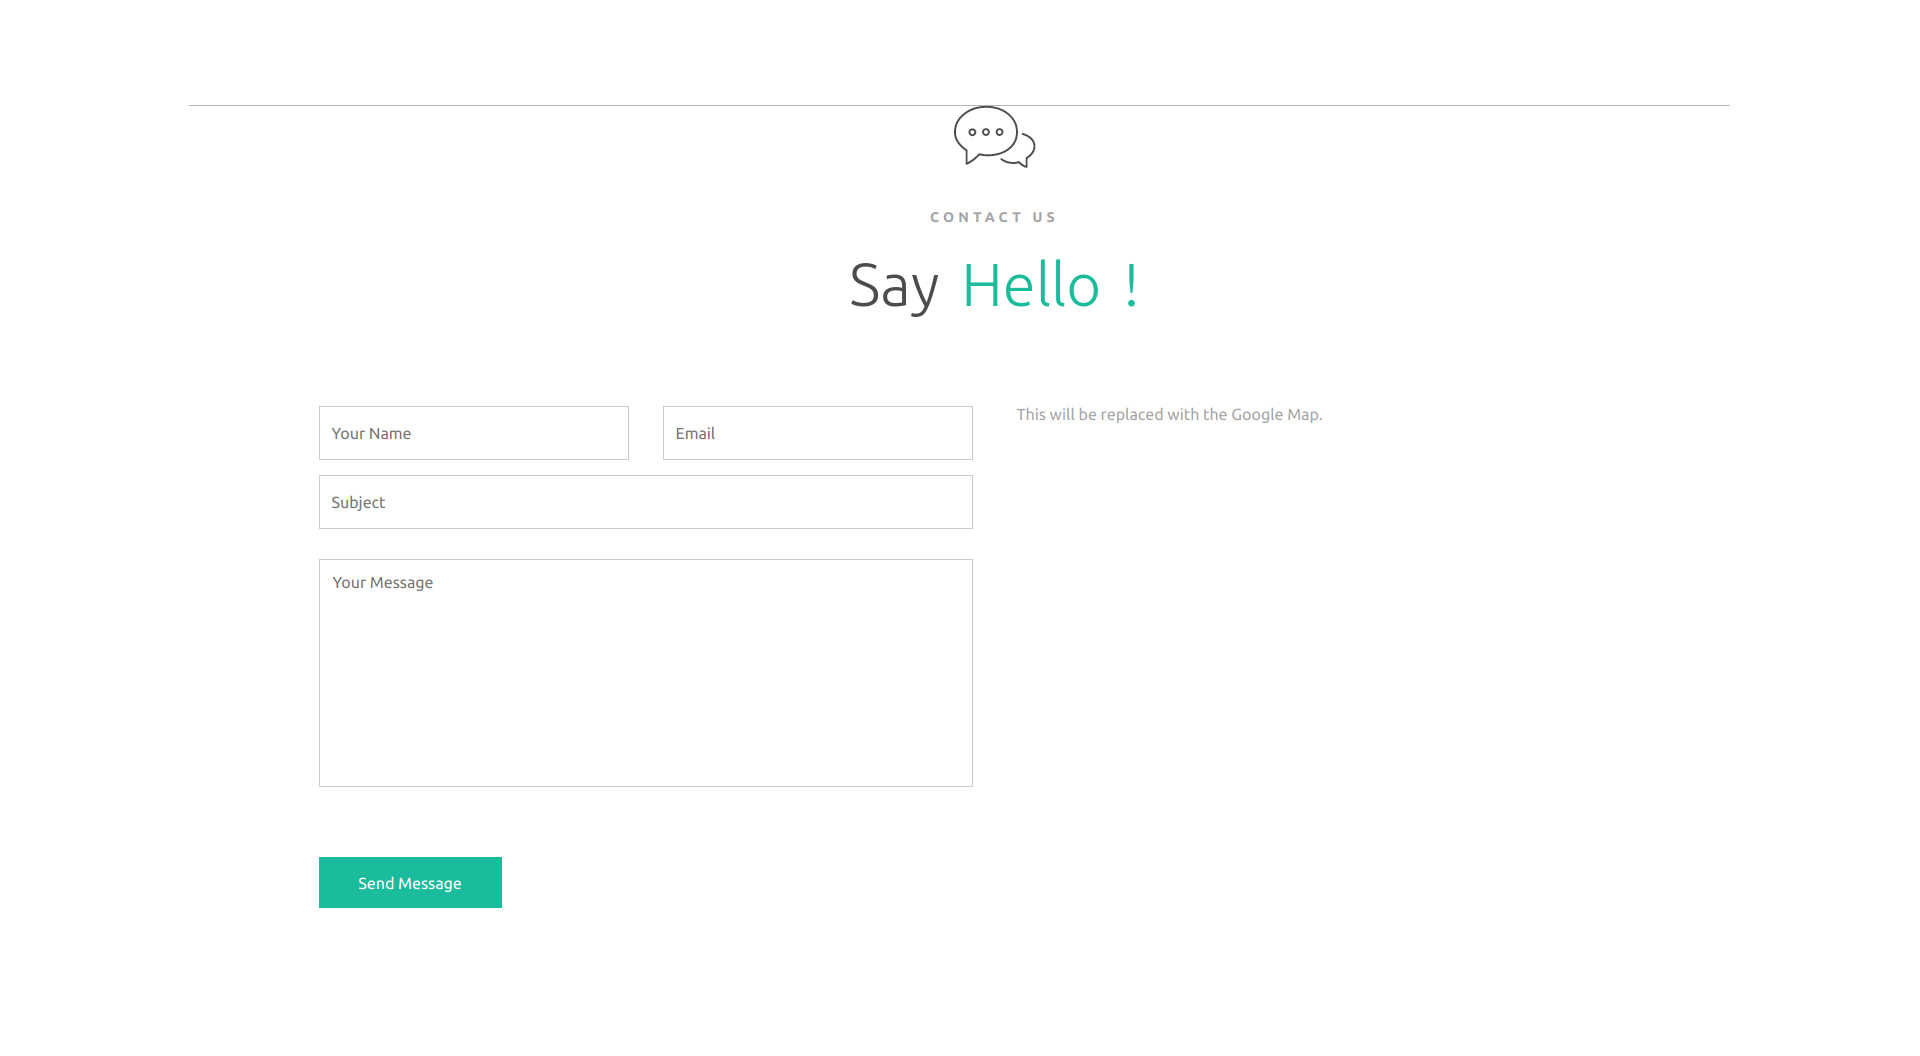 CONTACT US
Say Hello !
Your Name
Email
This will be replaced with the Google Map.
Subject
Your Message
Send Message